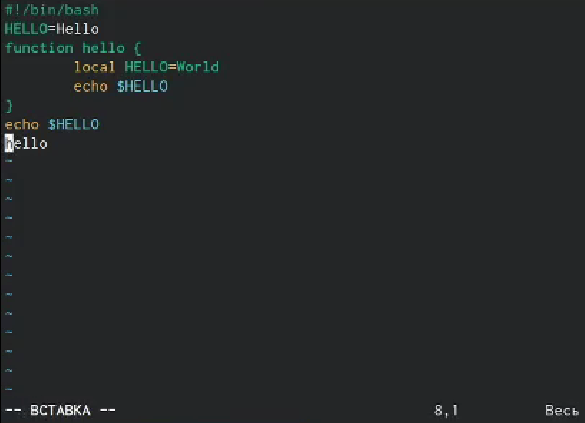 #!/bin/bash
HELLO=Hello
function hello {
        local HELLO=World
        echo $HELLO
}
echo $HELLO
hello
~
~
~
~
~
~
~
~
~
~
~
~
~
-- ВСТАВКА --                8,1        Весь